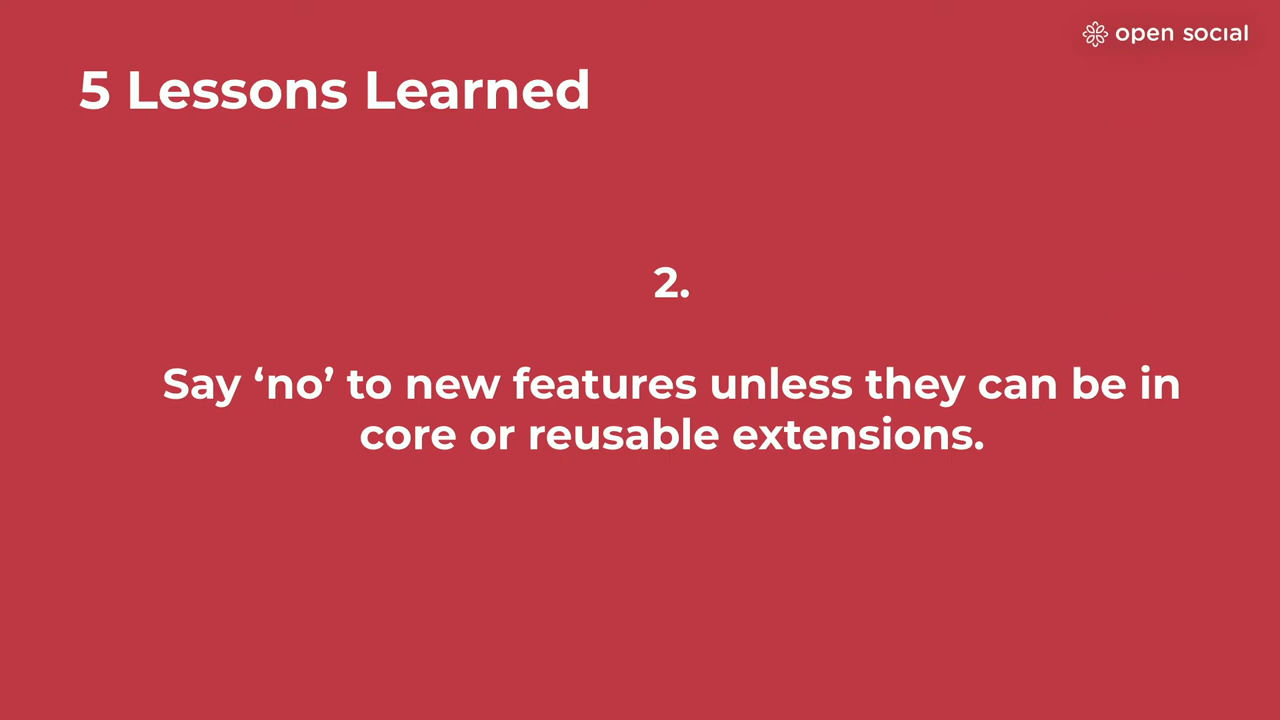 open social
5 Lessons Learned
2.
Say ‘no’ to new features unless they can be in
core or reusable extensions.